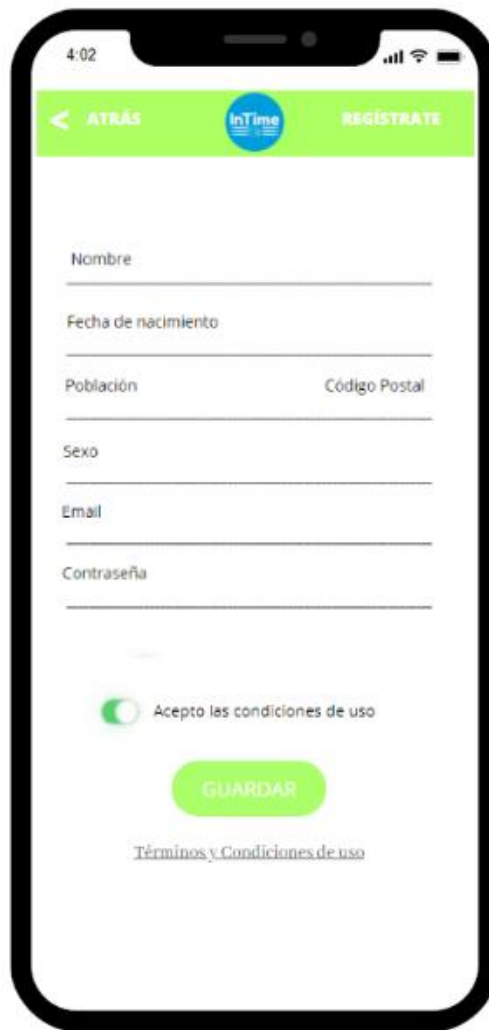 4:02
< ATRÁS
InTime
REGÍSTRATE
Nombre
Fecha de nacimiento
Población Código Postal
Sexo
Email
Contraseña
Acepto las condiciones de uso
GUARDAR
Términos y Condiciones de uso